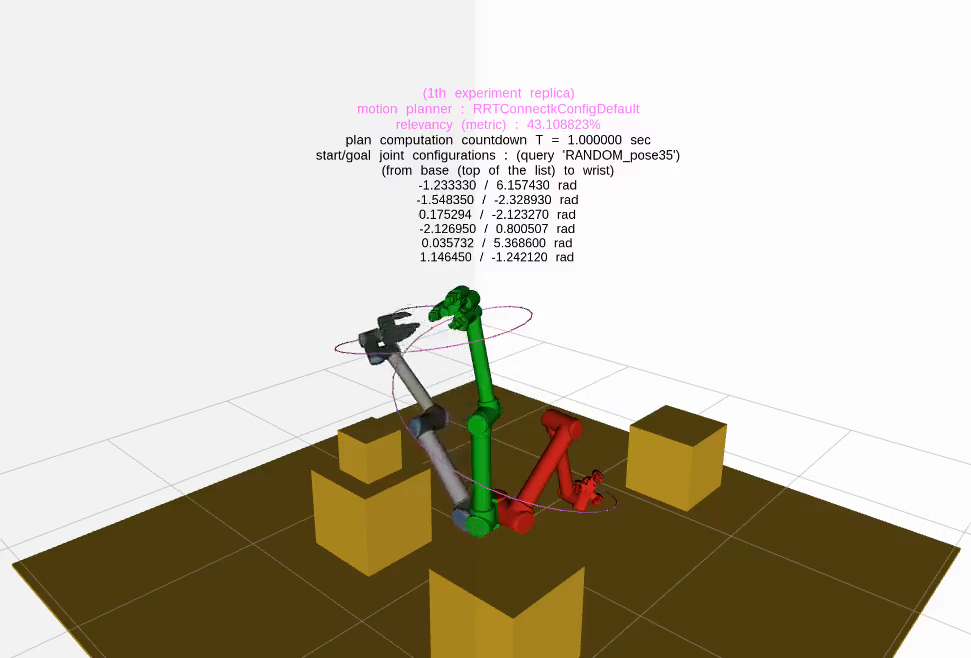 (1th experiment replica)
motion planner : RRTConnectkConfigDefault
relevancy (metric) : 43.108823%
plan computation countdown T = 1.000000 sec
start/goal joint configurations : (query 'RANDOM_pose35')
(from base (top of the list) to wrist)
-1.233330 / 6.157430 rad
-1.548350 / -2.328930 rad
0.175294 / -2.123270 rad
-2.126950 / 0.800507 rad
0.035732 / 5.368600 rad
1.146450 / -1.242120 rad